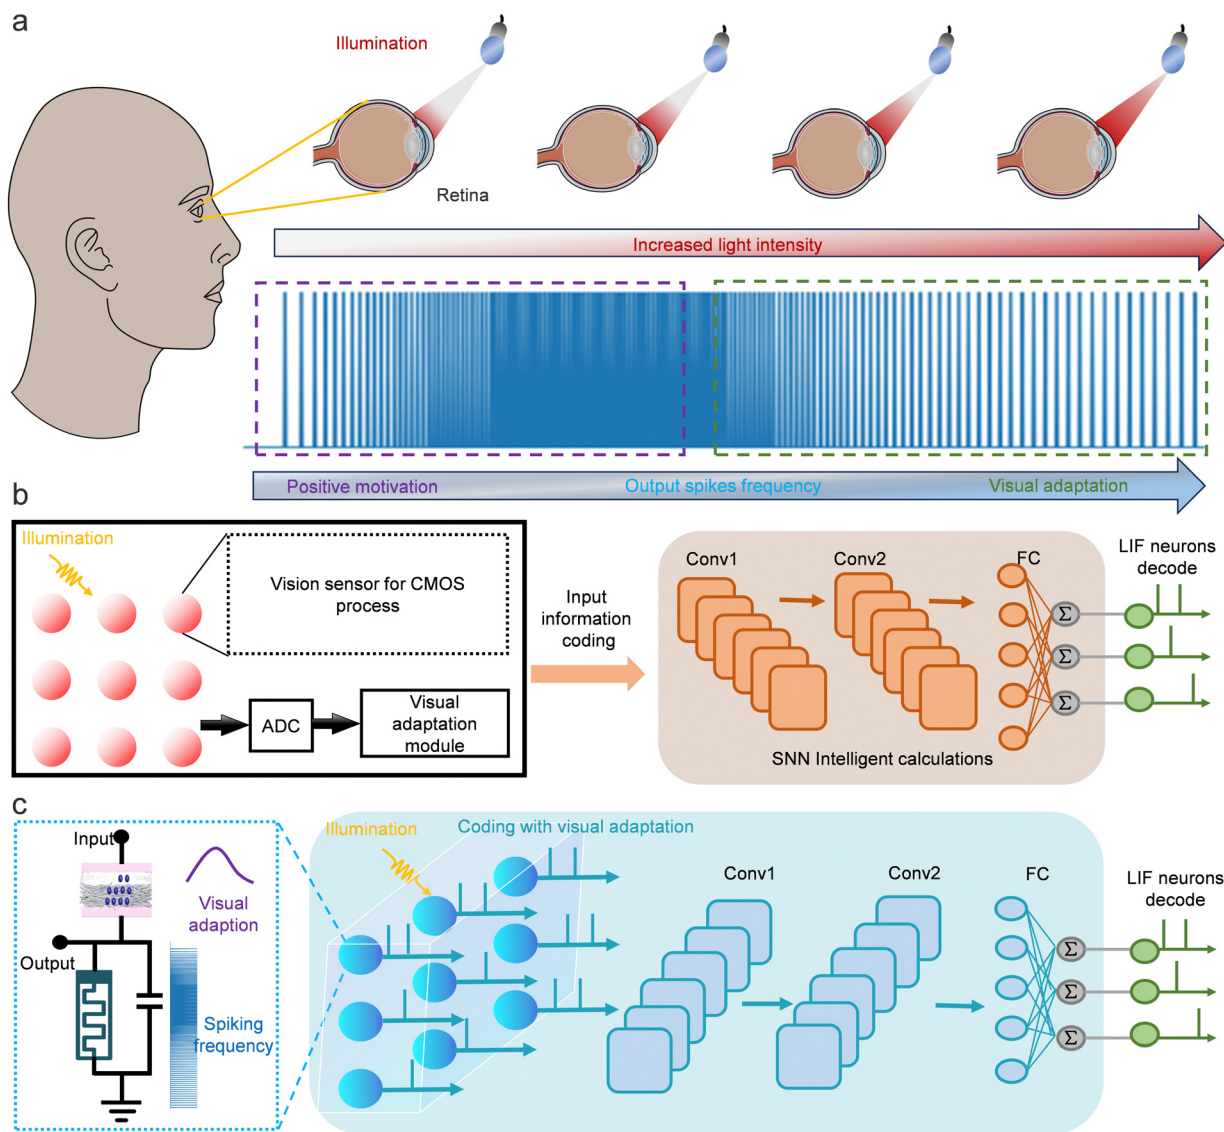 a
Illumination
Retina
Increased light intensity
Positive motivation
Output spikes frequency
Visual adaptation
b
Illumination
Vision sensor for CMOS
process
ADC
Visual
adaptation
module
Input
information
coding
Conv1
Conv2
FC
Σ
Σ
Σ
SNN Intelligent calculations
LIF neurons
decode
c
Input
Visual
adaption
Output
Spiking
frequency
Illumination
Coding with visual adaptation
Conv1
Conv2
FC
Σ
Σ
Σ
LIF neurons
decode